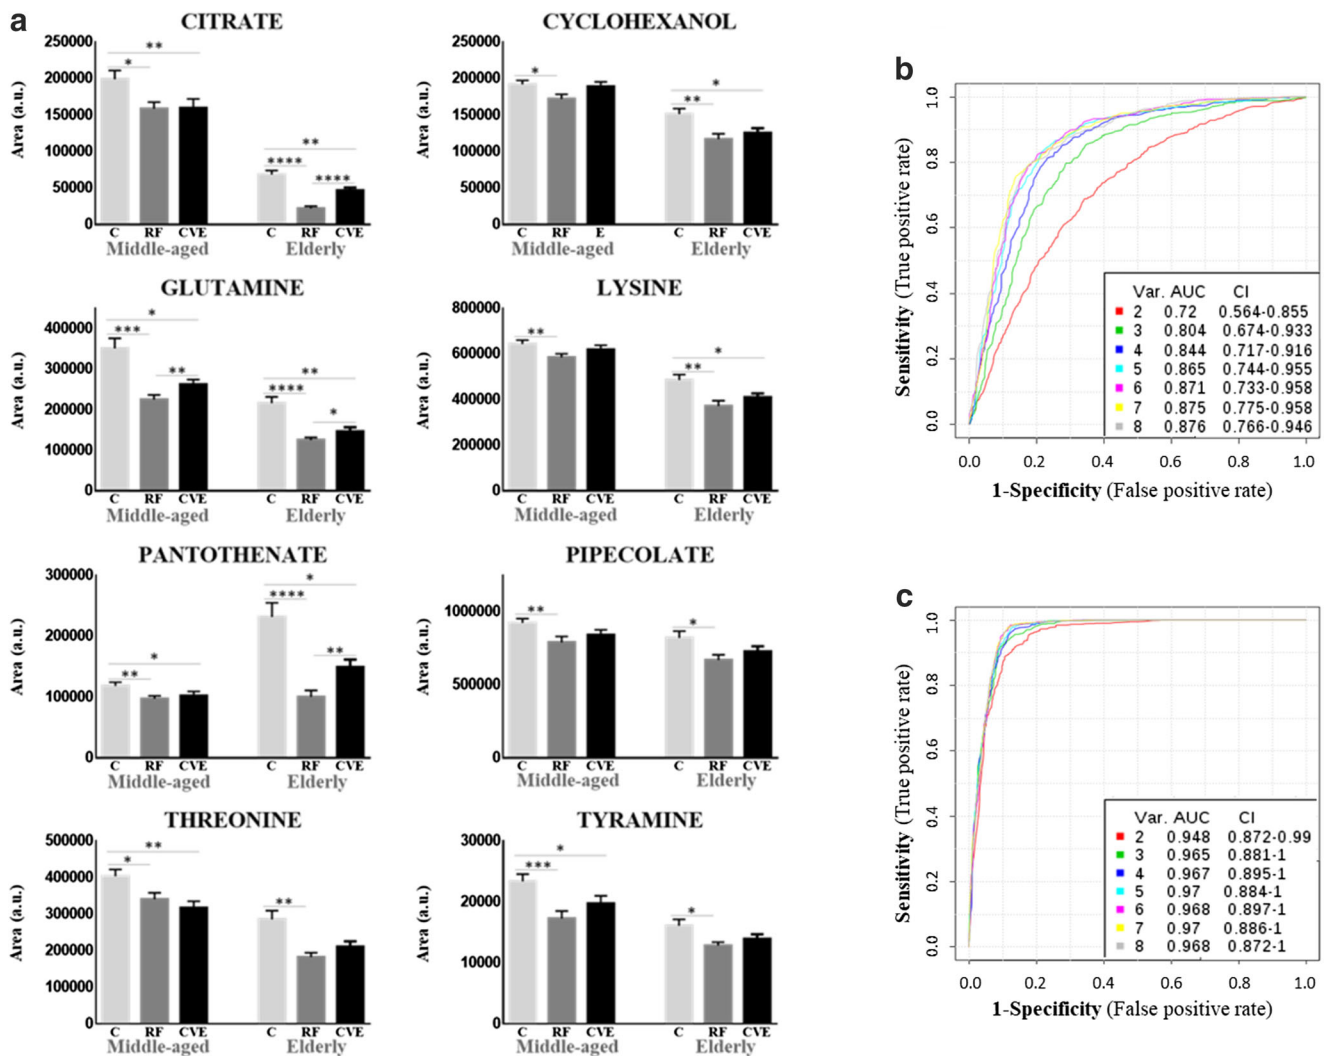 a
CITRATE
Area (a.u.)
250000
200000
150000
100000
50000
0
**
*
**
****
****
C RF CVE C RF CVE
Middle-aged Elderly
CYCLOHEXANOL
Area (a.u.)
250000
200000
150000
100000
50000
0
*
*
**
C RF E C RF CVE
Middle-aged Elderly
GLUTAMINE
Area (a.u.)
400000
300000
200000
100000
0
*
***
**
**
****
*
C RF CVE C RF CVE
Middle-aged Elderly
LYSINE
Area (a.u.)
800000
600000
400000
200000
0
**
*
**
C RF CVE C RF CVE
Middle-aged Elderly
PANTOTHENATE
Area (a.u.)
300000
200000
100000
0
*
**
*
****
**
C RF CVE C RF CVE
Middle-aged Elderly
PIPECOLATE
Area (a.u.)
1000000
500000
0
**
*
C RF CVE C RF CVE
Middle-aged Elderly
THREONINE
Area (a.u.)
500000
400000
300000
200000
100000
0
**
*
**
C RF CVE C RF CVE
Middle-aged Elderly
TYRAMINE
Area (a.u.)
30000
20000
10000
0
*
***
*
C RF CVE C RF CVE
Middle-aged Elderly
b
Sensitivity (True positive rate)
1.0
0.8
0.6
0.4
0.2
0.0
Var. AUC CI
2 0.72 0.564-0.855
3 0.804 0.674-0.933
4 0.844 0.717-0.916
5 0.865 0.744-0.955
6 0.871 0.733-0.958
7 0.875 0.775-0.958
8 0.876 0.766-0.946
0.0 0.2 0.4 0.6 0.8 1.0
1-Specificity (False positive rate)
c
Sensitivity (True positive rate)
1.0
0.8
0.6
0.4
0.2
0.0
Var. AUC CI
2 0.948 0.872-0.99
3 0.965 0.881-1
4 0.967 0.895-1
5 0.97 0.884-1
6 0.968 0.897-1
7 0.97 0.886-1
8 0.968 0.872-1
0.0 0.2 0.4 0.6 0.8 1.0
1-Specificity (False positive rate)